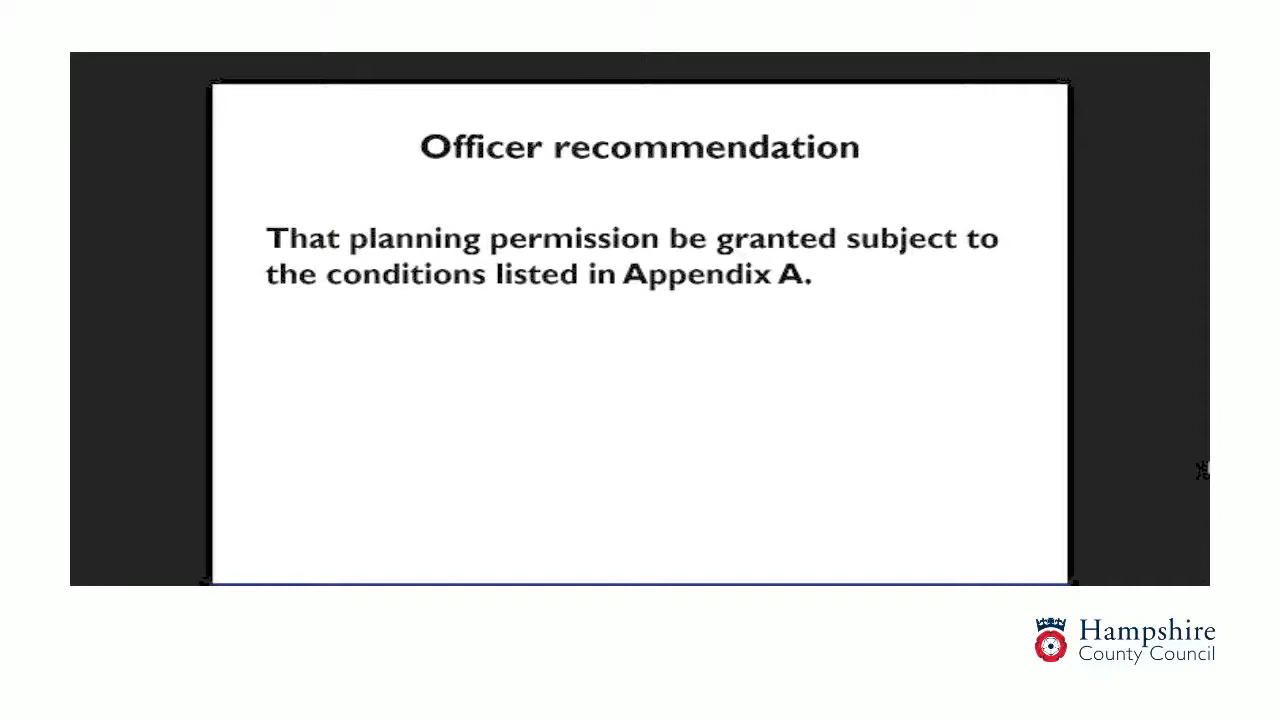 Officer recommendation
That planning permission be granted subject to
the conditions listed in Appendix A.
Hampshire
County Council